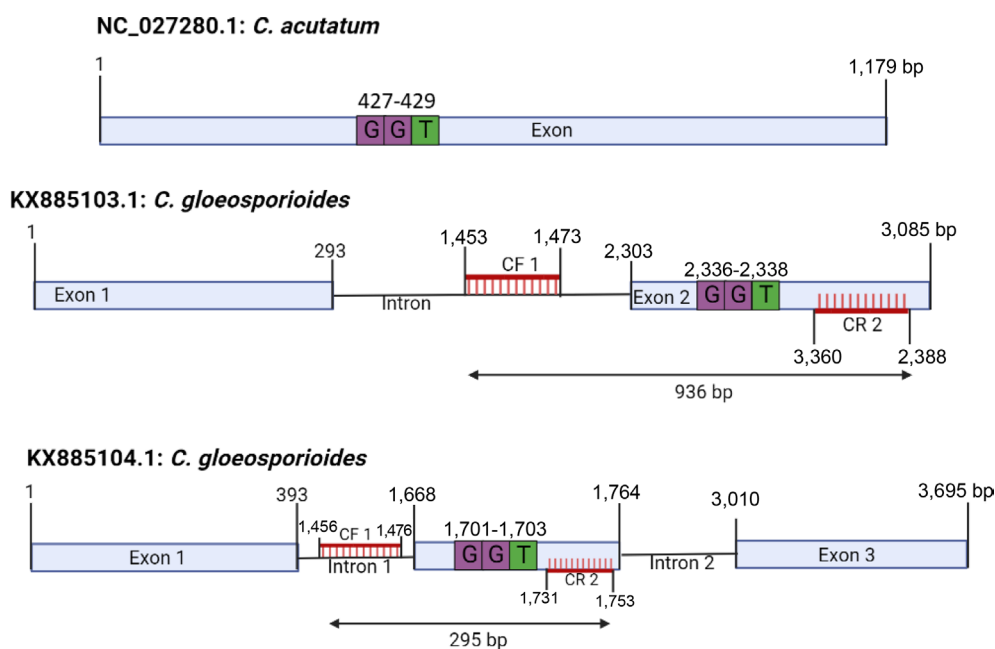 NC_027280.1: C. acutatum
1
1,179 bp
427-429
G G T
Exon
KX885103.1: C. gloeosporioides
1
293
1,453
1,473
2,303
3,085 bp
CF 1
2,336-2,338
Exon 1
Intron
Exon 2
G G T
CR 2
3,360
2,388
936 bp
KX885104.1: C. gloeosporioides
1
393
1,668
1,764
3,010
3,695 bp
1,456
CF 1
1,476
1,701-1,703
Exon 1
Intron 1
G G T
Intron 2
Exon 3
CR 2
1,731
1,753
295 bp